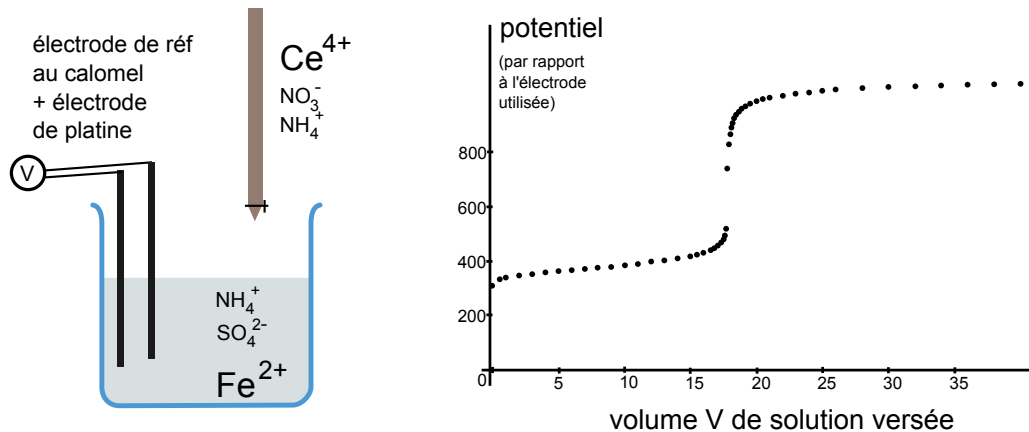 électrode de réf
au calomel
+ électrode
de platine
V
Ce4+
NO3-
NH4+
NH4+
SO42-
Fe2+
potentiel
(par rapport
à l'électrode
utilisée)
800
600
400
200
0
5
10
15
20
25
30
35
volume V de solution versée